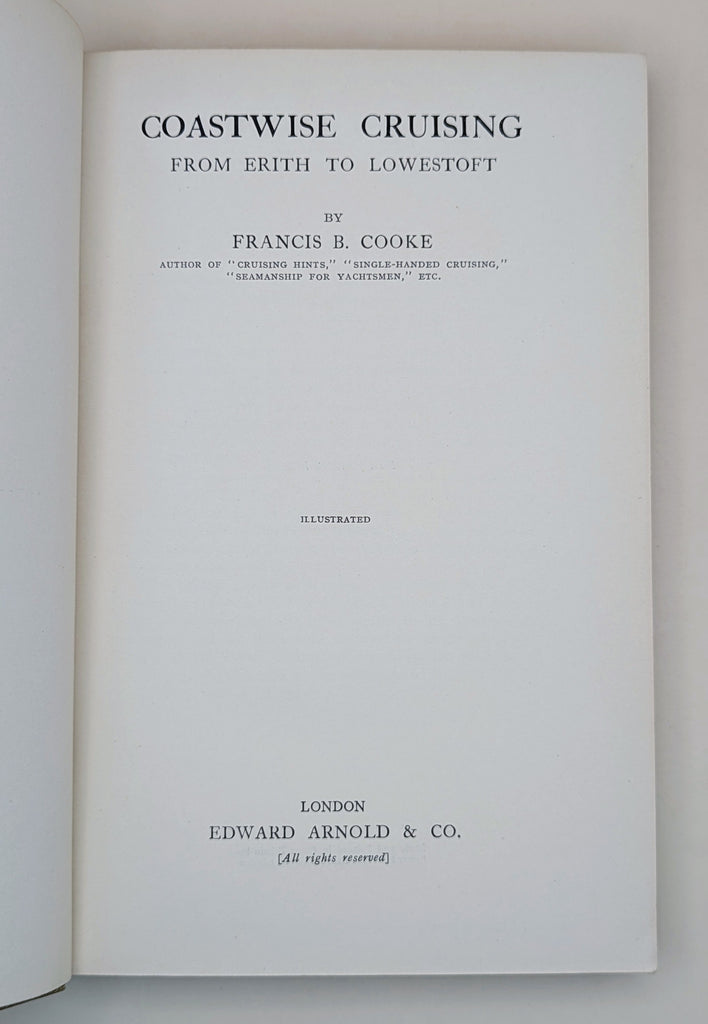 COASTWISE CRUISING
FROM ERITH TO LOWESTOFT
BY
FRANCIS B. COOKE
AUTHOR OF "CRUISING HINTS," "SINGLE-HANDED CRUISING,"
"SEAMANSHIP FOR YACHTSMEN," ETC.
ILLUSTRATED
LONDON
EDWARD ARNOLD & CO.
[All rights reserved]